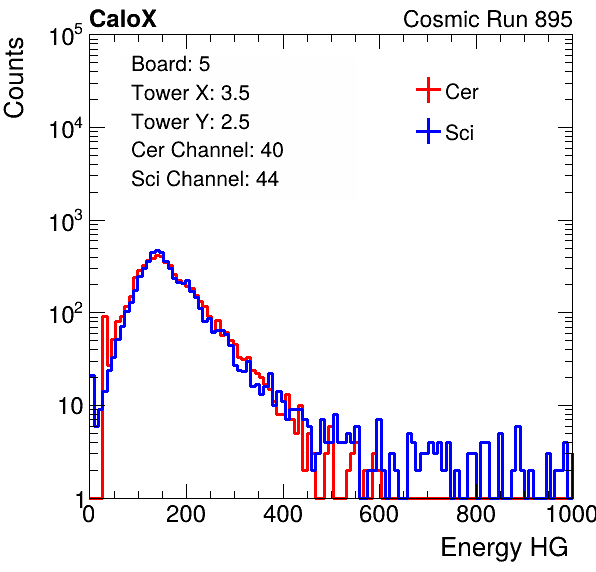 CaloX Cosmic Run 895
10^5
10^4
10^3
10^2
10
1
Counts
Board: 5
Tower X: 3.5
Tower Y: 2.5
Cer Channel: 40
Sci Channel: 44
Cer
Sci
0 200 400 600 800 1000
Energy HG